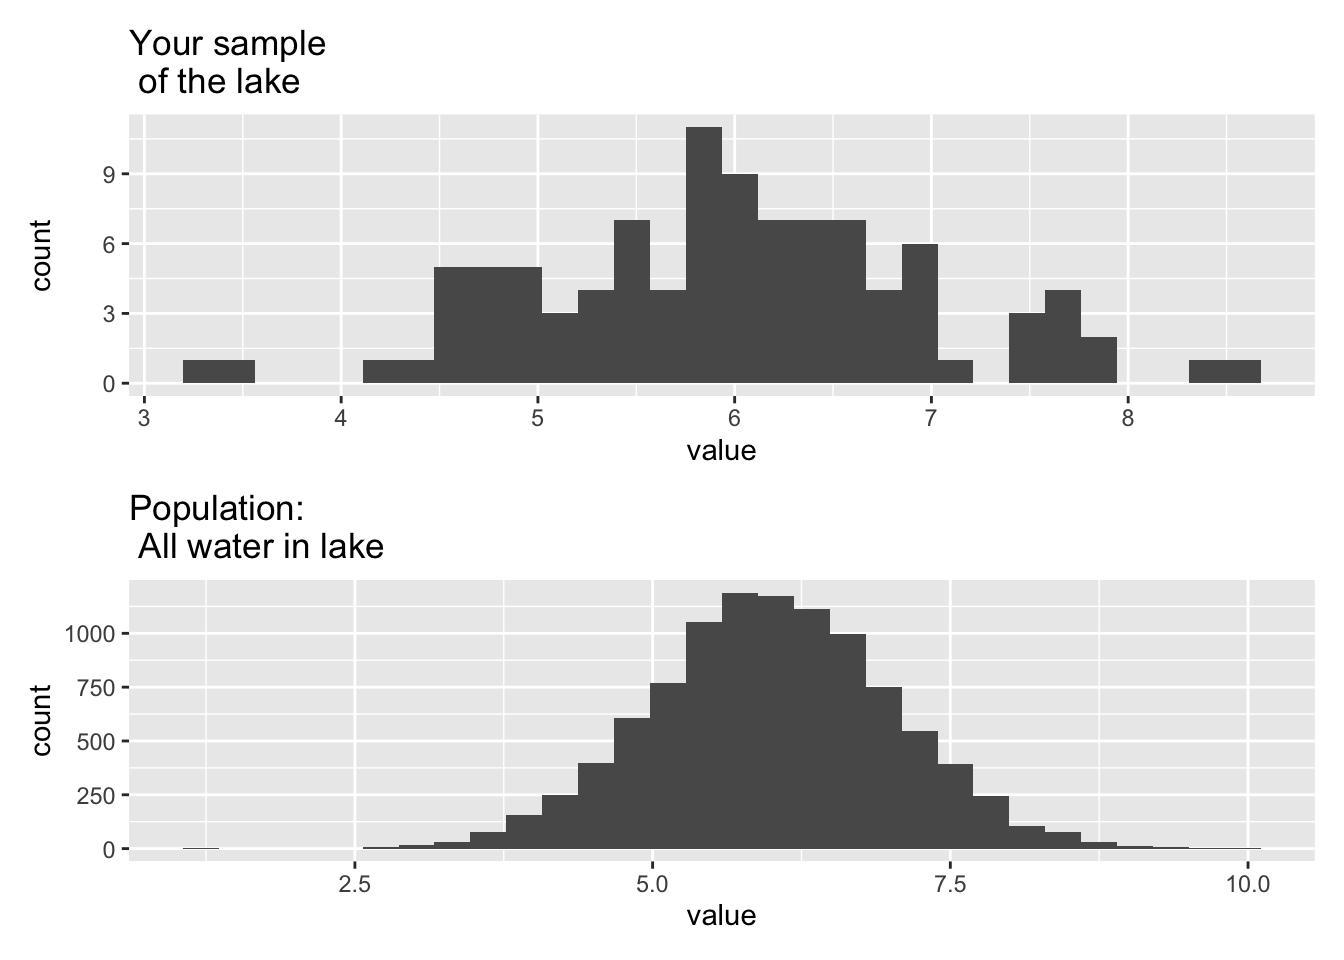 Your sample
of the lake
9
6
3
0
count
3 4 5 6 7 8
value
Population:
All water in lake
1000
750
500
250
0
count
2.5 5.0 7.5 10.0
value